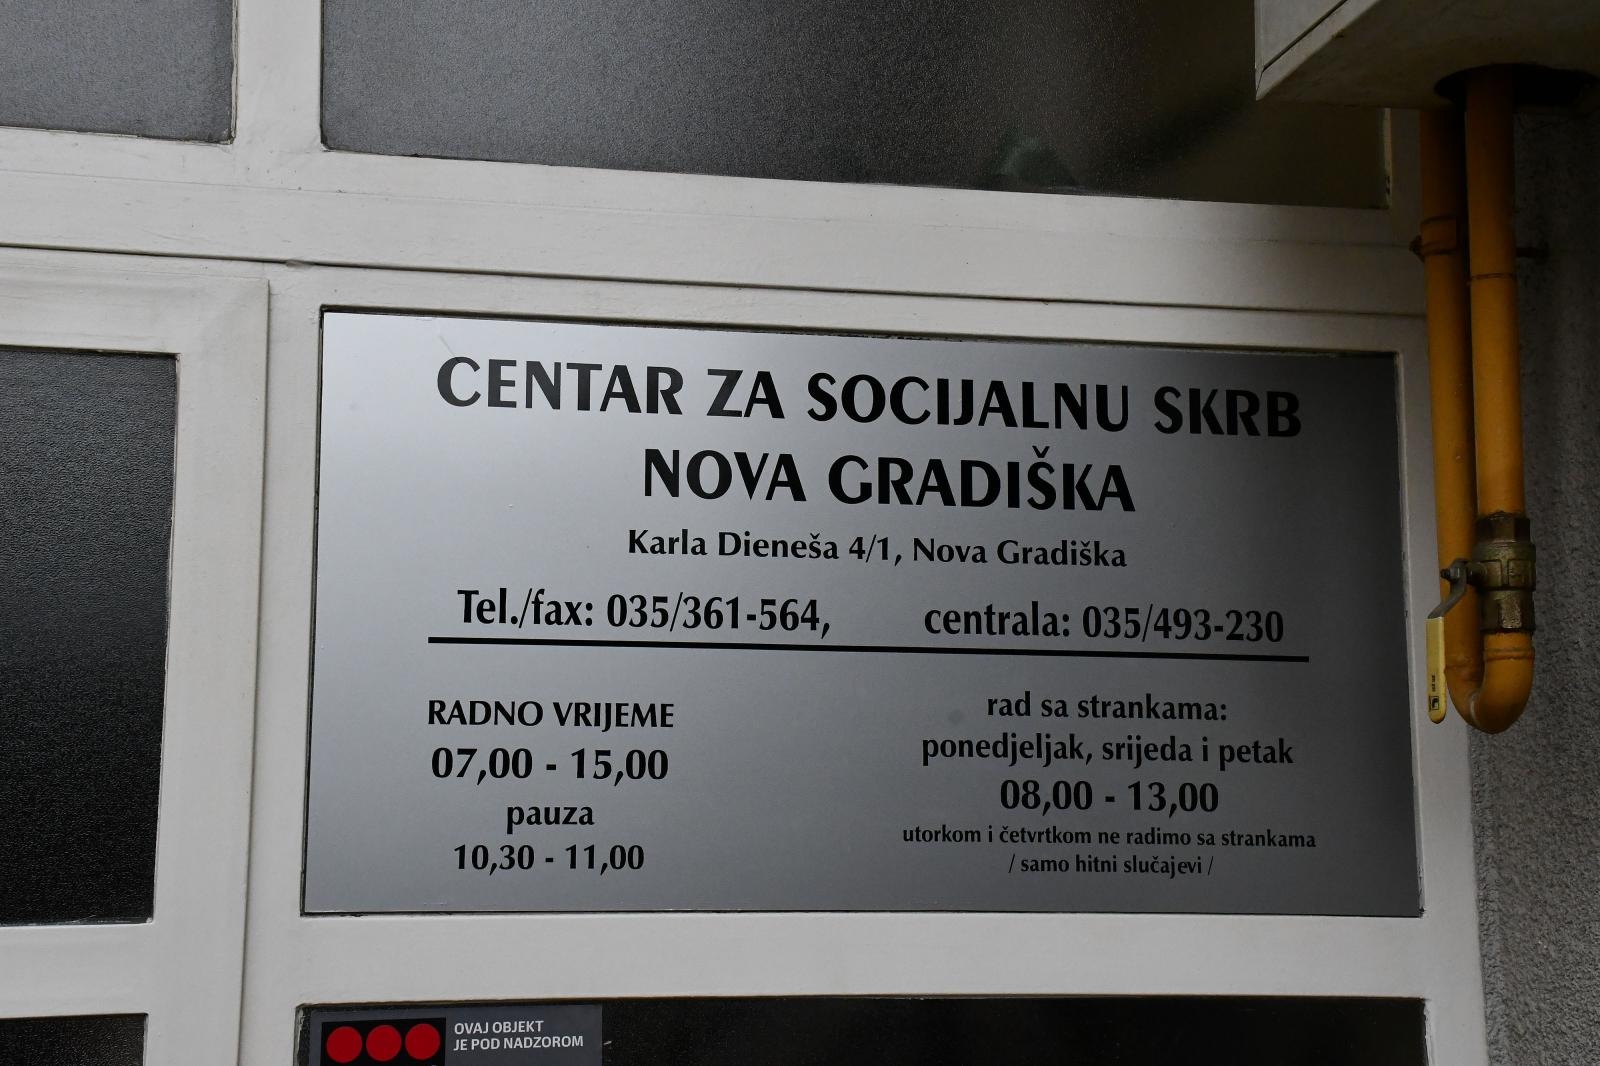 CENTAR ZA SOCIJALNU SKRB
NOVA GRADIŠKA
Karla Dieneša 4/1, Nova Gradiška
Tel./fax: 035/361-564, centrala: 035/493-230
RADNO VRIJEME
07,00 - 15,00
pauza
10,30 - 11,00
rad sa strankama:
ponedjeljak, srijeda i petak
08,00 - 13,00
utorkom i četvrtkom ne radimo sa strankama
/ samo hitni slučajevi /
OVAJ OBJEKT
JE POD NADZOROM